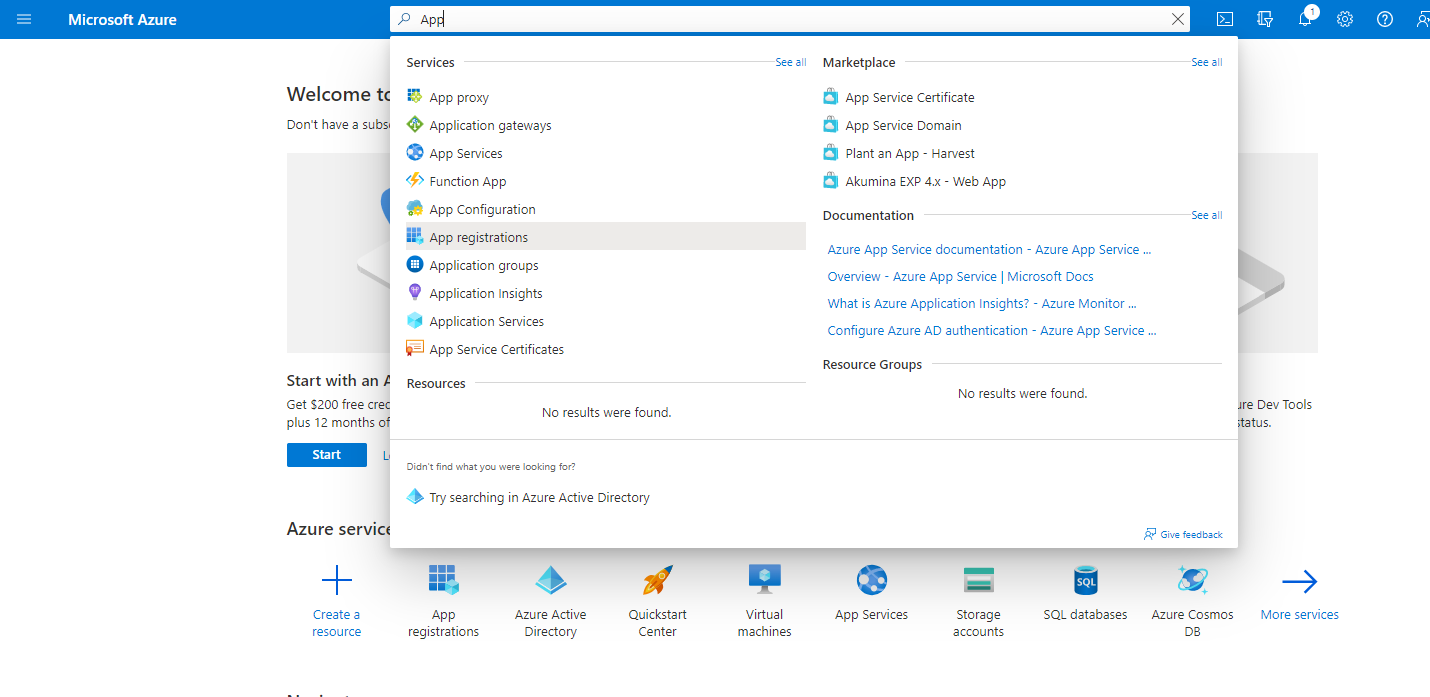 Microsoft Azure
App
1
Services
See all
App proxy
Application gateways
App Services
Function App
App Configuration
App registrations
Application groups
Application Insights
Application Services
App Service Certificates
Resources
No results were found.
Marketplace
See all
App Service Certificate
App Service Domain
Plant an App - Harvest
Akumina EXP 4.x - Web App
Documentation
See all
Azure App Service documentation - Azure App Service ...
Overview - Azure App Service | Microsoft Docs
What is Azure Application Insights? - Azure Monitor ...
Configure Azure AD authentication - Azure App Service ...
Resource Groups
No results were found.
Didn't find what you were looking for?
Try searching in Azure Active Directory
Give feedback
Welcome to
Don't have a subs
Start with an A
Get $200 free cred
plus 12 months of
Start
ure Dev Tools
status.
Azure service
Create a
resource
App
registrations
Azure Active
Directory
Quickstart
Center
Virtual
machines
App Services
Storage
accounts
SQL
SQL databases
Azure Cosmos
DB
More services